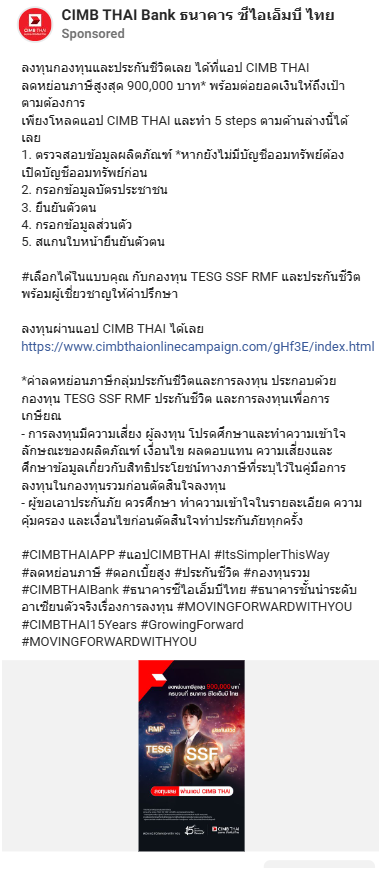 CIMB THAI Bank ธนาคาร ซีไอเอ็มบี ไทย
Sponsored
ลงทุนกองทุนและประกันชีวิตเลย ได้ที่แอป CIMB THAI
ลดหย่อนภาษีสูงสุด 900,000 บาท* พร้อมต่อยอดเงินให้ถึงเป้า
ตามต้องการ
เพียงโหลดแอป CIMB THAI และทำ 5 steps ตามด้านล่างนี้ได้
เลย
1. ตรวจสอบข้อมูลผลิตภัณฑ์ *หากยังไม่มีบัญชีออมทรัพย์ต้อง
เปิดบัญชีออมทรัพย์ก่อน
2. กรอกข้อมูลบัตรประชาชน
3. ยืนยันตัวตน
4. กรอกข้อมูลส่วนตัว
5. สแกนใบหน้ายืนยันตัวตน
#เลือกได้ในแบบคุณ กับกองทุน TESG SSF RMF และประกันชีวิต
พร้อมผู้เชี่ยวชาญให้คำปรึกษา
ลงทุนผ่านแอป CIMB THAI ได้เลย
https://www.cimbthaionlinecampaign.com/gHf3E/index.html
*ค่าลดหย่อนภาษีกลุ่มประกันชีวิตและการลงทุน ประกอบด้วย
กองทุน TESG SSF RMF ประกันชีวิต และการลงทุนเพื่อการ
เกษียณ
- การลงทุนมีความเสี่ยง ผู้ลงทุน โปรดศึกษาและทำความเข้าใจ
ลักษณะของผลิตภัณฑ์ เงื่อนไข ผลตอบแทน ความเสี่ยงและ
ศึกษาข้อมูลเกี่ยวกับสิทธิประโยชน์ทางภาษีที่ระบุไว้ในคู่มือการ
ลงทุนในกองทุนรวมก่อนตัดสินใจลงทุน
- ผู้ขอเอาประกันภัย ควรศึกษา ทำความเข้าใจในรายละเอียด ความ
คุ้มครอง และเงื่อนไขก่อนตัดสินใจทำประกันภัยทุกครั้ง
#CIMBTHAIAPP #แอปCIMBTHAI #ItsSimplerThisWay
#ลดหย่อนภาษี #ดอกเบี้ยสูง #ประกันชีวิต #กองทุนรวม
#CIMBTHAIBank #ธนาคารซีไอเอ็มบีไทย #ธนาคารชั้นนำระดับ
อาเซียนตัวจริงเรื่องการลงทุน #MOVINGFORWARDWITHYOU
#CIMBTHAI15Years #GrowingForward
#MOVINGFORWARDWITHYOU
ลดหย่อนภาษีสูงสุด 900,000 บาท*
ครบจบที่ ธนาคาร ซีไอเอ็มบี ไทย
RMF
ประกันชีวิต
TESG
SSF
ลงทุนเลย ผ่านแอป CIMB THAI
CIMB THAI